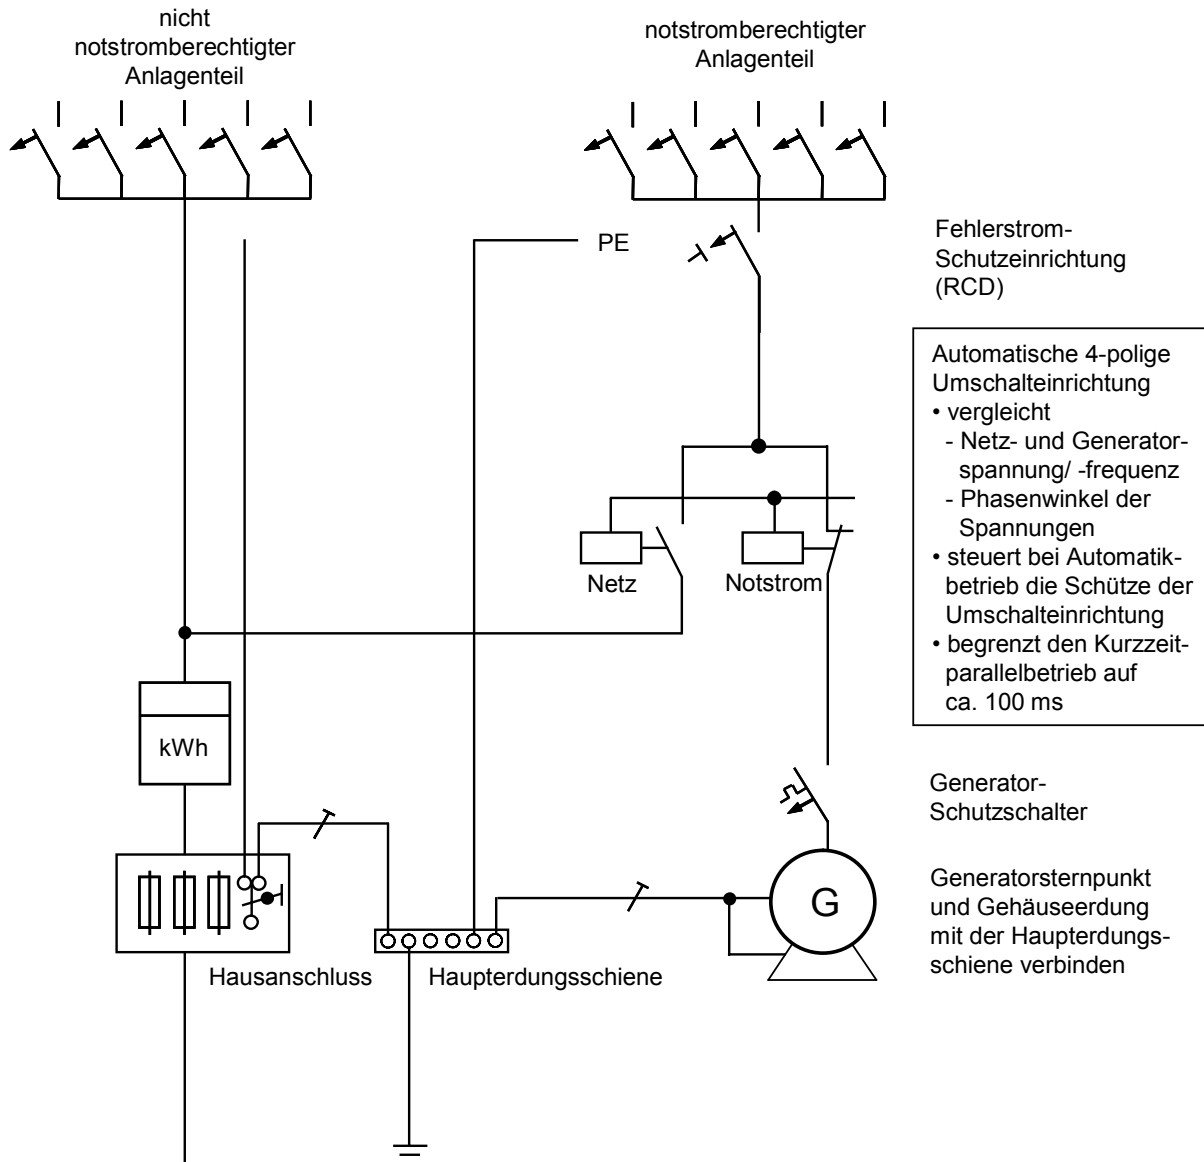 nicht
notstromberechtigter
Anlagenteil
notstromberechtigter
Anlagenteil
PE
Fehlerstrom-
Schutzeinrichtung
(RCD)
Automatische 4-polige
Umschalteinrichtung
• vergleicht
- Netz- und Generator-
spannung/ -frequenz
- Phasenwinkel der
Spannungen
• steuert bei Automatik-
betrieb die Schütze der
Umschalteinrichtung
• begrenzt den Kurzzeit-
parallelbetrieb auf
ca. 100 ms
Netz
Notstrom
kWh
Generator-
Schutzschalter
G
Generatorsternpunkt
und Gehäuseerdung
mit der Haupterdungs-
schiene verbinden
Hausanschluss
Haupterdungsschiene